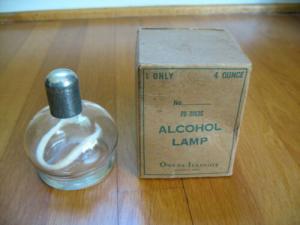 1 ONLY 4 OUNCE
No.
ALCOHOL
LAMP
OWENS-ILLINOIS